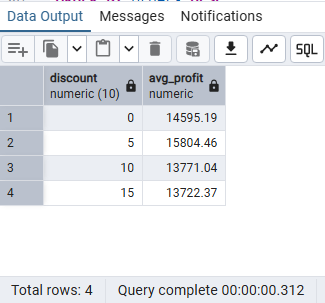 Data Output Messages Notifications
SQL
discount avg_profit
numeric (10) numeric
1 0 14595.19
2 5 15804.46
3 10 13771.04
4 15 13722.37
Total rows: 4 Query complete 00:00:00.312